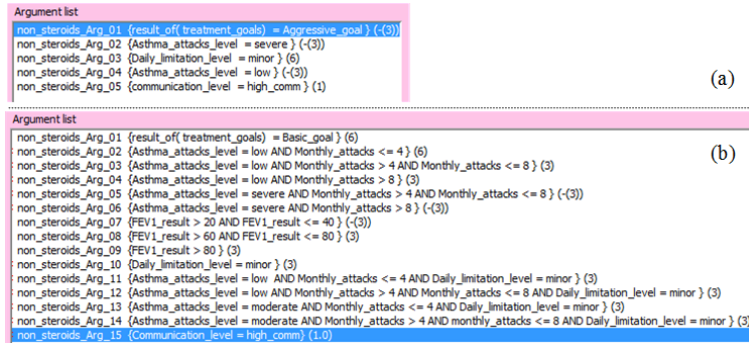 Argument list
non_steroids_Arg_01 {result_of( treatment_goals) = Aggressive_goal } (-(3))
non_steroids_Arg_02 {Asthma_attacks_level = severe } (-(3))
non_steroids_Arg_03 {Daily_limitation_level = minor } (6)
non_steroids_Arg_04 {Asthma_attacks_level = low } (-(3))
non_steroids_Arg_05 {communication_level = high_comm } (1)
(a)
Argument list
(b)
non_steroids_Arg_01 {result_of( treatment_goals) = Basic_goal } (6)
non_steroids_Arg_02 {Asthma_attacks_level = low AND Monthly_attacks <= 4 } (6)
non_steroids_Arg_03 {Asthma_attacks_level = low AND Monthly_attacks > 4 AND Monthly_attacks <= 8 } (3)
non_steroids_Arg_04 {Asthma_attacks_level = low AND Monthly_attacks > 8 } (3)
non_steroids_Arg_05 {Asthma_attacks_level = severe AND Monthly_attacks > 4 AND Monthly_attacks <= 8 } (-(3))
non_steroids_Arg_06 {Asthma_attacks_level = severe AND Monthly_attacks > 8 } (-(3))
non_steroids_Arg_07 {FEV1_result > 20 AND FEV1_result <= 40 } (-(3))
non_steroids_Arg_08 {FEV1_result > 60 AND FEV1_result <= 80 } (3)
non_steroids_Arg_09 {FEV1_result > 80 } (3)
non_steroids_Arg_10 {Daily_limitation_level = minor } (3)
non_steroids_Arg_11 {Asthma_attacks_level = low AND Monthly_attacks <= 4 AND Daily_limitation_level = minor } (3)
non_steroids_Arg_12 {Asthma_attacks_level = low AND Monthly_attacks > 4 AND Monthly_attacks <= 8 AND Daily_limitation_level = minor } (3)
non_steroids_Arg_13 {Asthma_attacks_level = moderate AND Monthly_attacks <= 4 AND Daily_limitation_level = minor } (3)
non_steroids_Arg_14 {Asthma_attacks_level = moderate AND Monthly_attacks > 4 AND monthly_attacks <= 8 AND Daily_limitation_level = minor } (3)
non_steroids_Arg_15 {Communication_level = high_comm} (1.0)